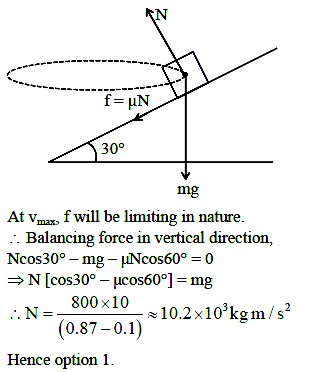 N
f = μN
30°
mg
At vmax, f will be limiting in nature.
∴ Balancing force in vertical direction,
Ncos30° − mg − μNcos60° = 0
⇒ N [cos30° − μcos60°] = mg
∴ N = 800×10 / (0.87 − 0.1) ≈ 10.2×10³ kg m / s²
Hence option 1.